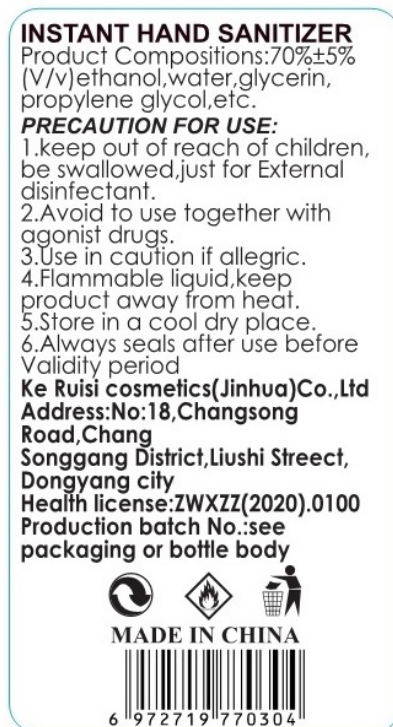 INSTANT HAND SANITIZER
Product Compositions:70%±5%
(V/v)ethanol,water,glycerin,
propylene glycol,etc.
PRECAUTION FOR USE:
1.keep out of reach of children,
be swallowed,just for External
disinfectant.
2.Avoid to use together with
agonist drugs.
3.Use in caution if allegric.
4.Flammable liquid,keep
product away from heat.
5.Store in a cool dry place.
6.Always seals after use before
Validity period
Ke Ruisi cosmetics(Jinhua)Co.,Ltd
Address:No:18,Changsong
Road,Chang
Songgang District,Liushi Streect,
Dongyang city
Health license:ZWXZZ(2020).0100
Production batch No.:see
packaging or bottle body
MADE IN CHINA
6 972719 770304